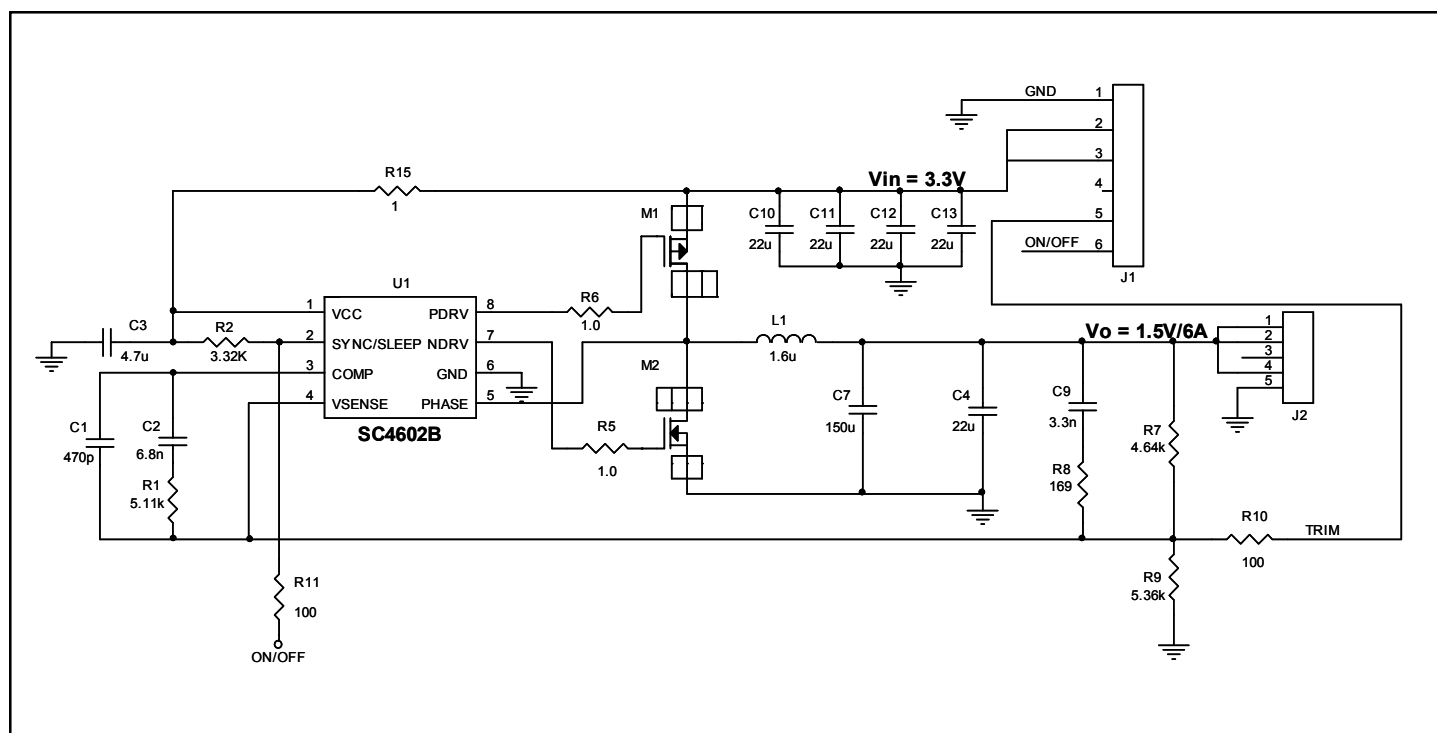 GND
1
2
3
4
5
ON/OFF
6
J1
R15
1
Vin = 3.3V
M1
C10
22u
C11
22u
C12
22u
C13
22u
U1
1
VCC
PDRV
8
2
SYNC/SLEEP
NDRV
7
3
COMP
GND
6
4
VSENSE
PHASE
5
SC4602B
R6
1.0
C3
4.7u
R2
3.32K
L1
1.6u
Vo = 1.5V/6A
1
2
3
4
5
J2
M2
C1
470p
C2
6.8n
R1
5.11k
R5
1.0
C7
150u
C4
22u
C9
3.3n
R8
169
R7
4.64k
R10
100
TRIM
R9
5.36k
R11
100
ON/OFF